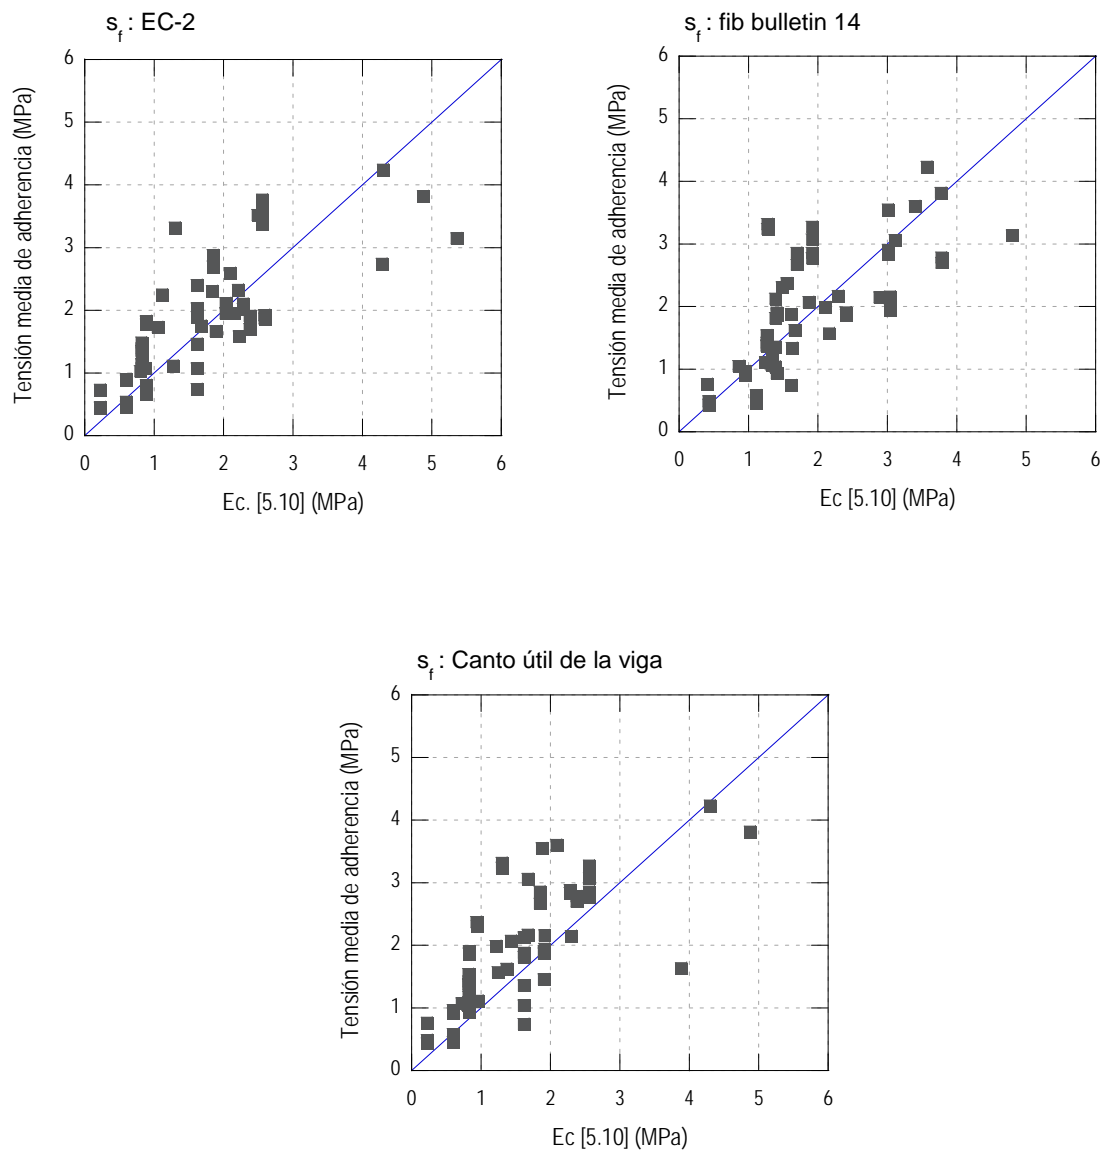 s_f : EC-2
Tensión media de adherencia (MPa)
6
5
4
3
2
1
0
0 1 2 3 4 5 6
Ec. [5.10] (MPa)
s_f : fib bulletin 14
Tensión media de adherencia (MPa)
6
5
4
3
2
1
0
0 1 2 3 4 5 6
Ec [5.10] (MPa)
s_f : Canto útil de la viga
Tensión media de adherencia (MPa)
6
5
4
3
2
1
0
0 1 2 3 4 5 6
Ec [5.10] (MPa)